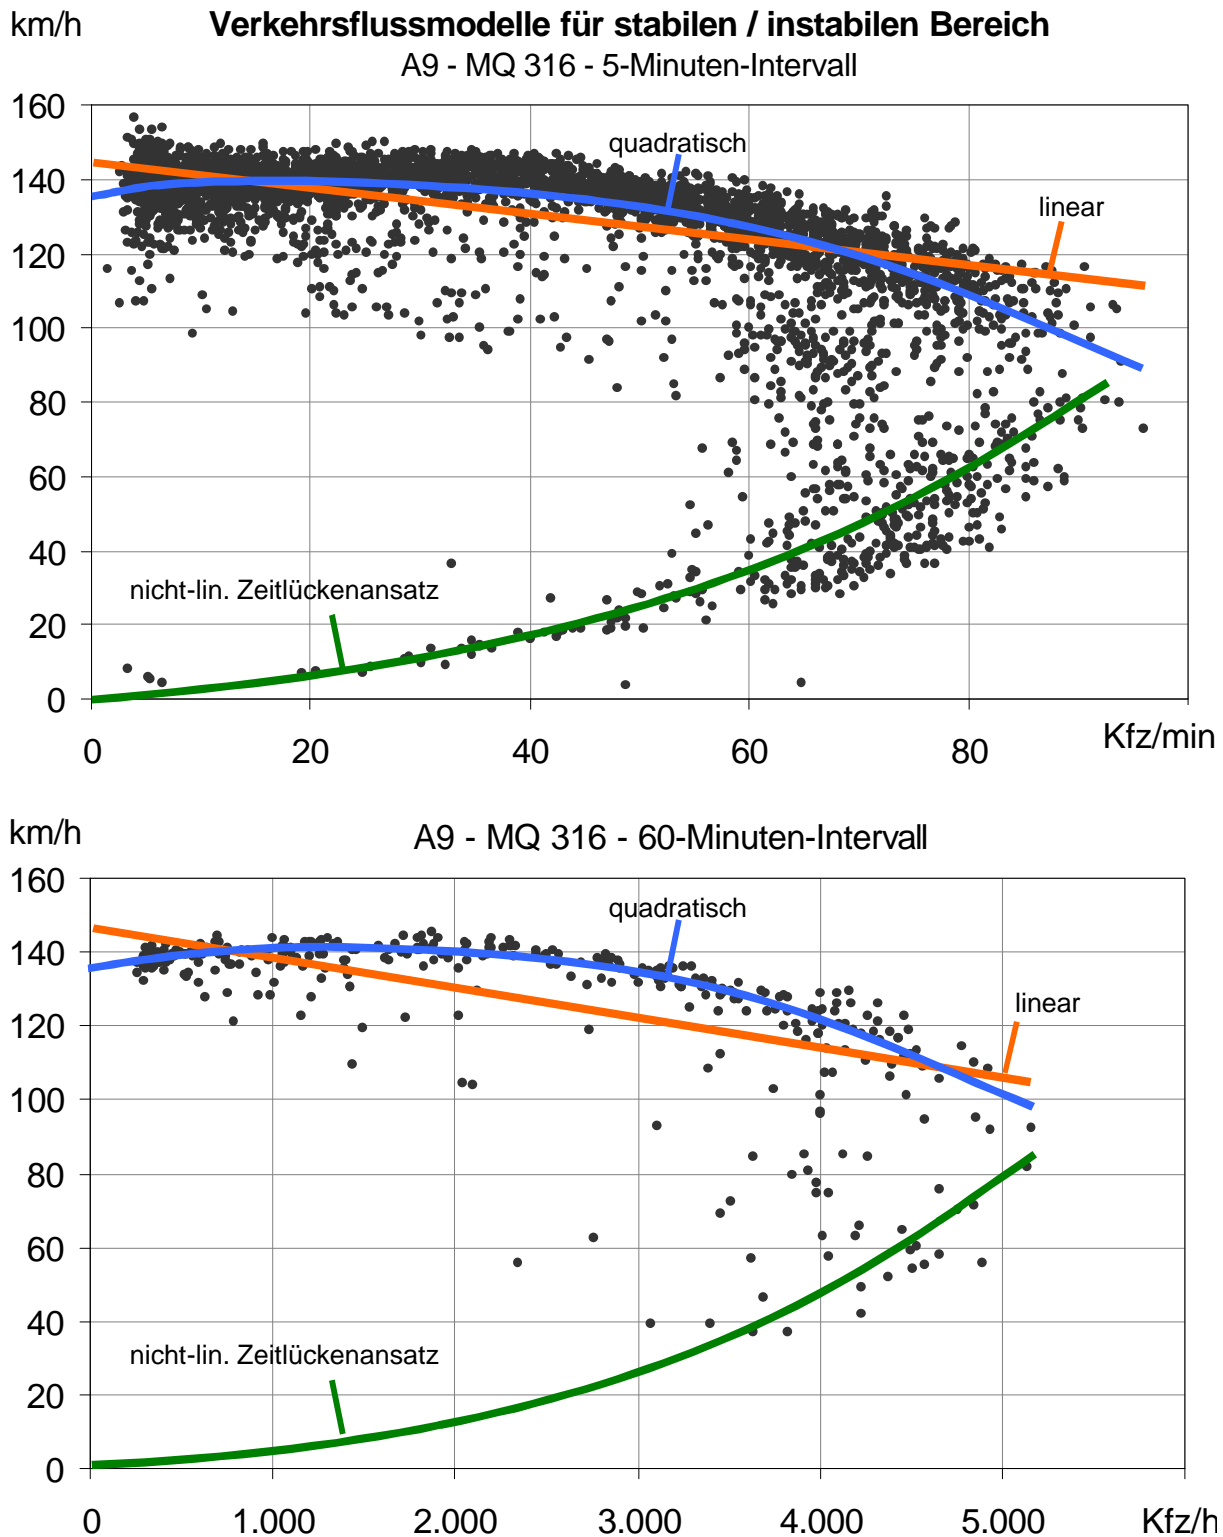 km/h
Verkehrsflussmodelle für stabilen / instabilen Bereich
A9 - MQ 316 - 5-Minuten-Intervall
160
140
120
100
80
60
40
20
0
quadratisch
linear
nicht-lin. Zeitlückenansatz
0 20 40 60 80 Kfz/min
km/h
A9 - MQ 316 - 60-Minuten-Intervall
160
140
120
100
80
60
40
20
0
quadratisch
linear
nicht-lin. Zeitlückenansatz
0 1.000 2.000 3.000 4.000 5.000 Kfz/h